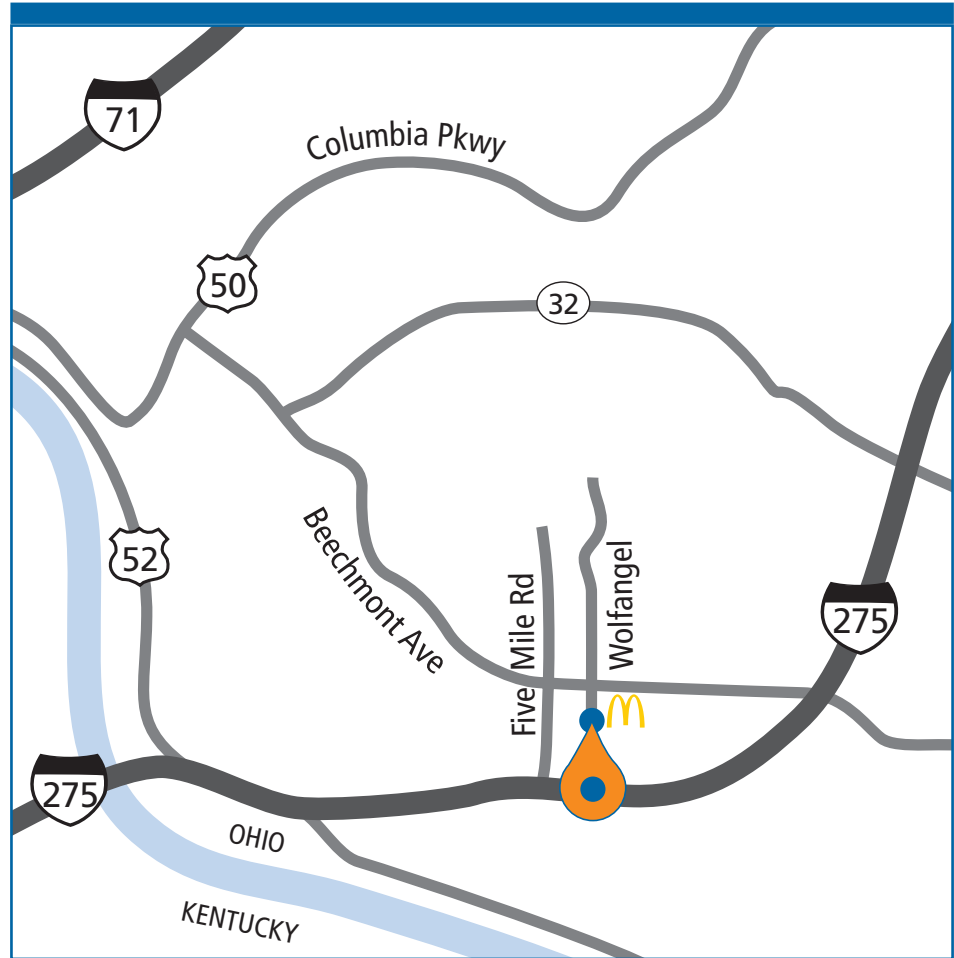 71
Columbia Pkwy
50
32
Beechmont Ave
52
Five Mile Rd
Wolfangel
275
275
OHIO
KENTUCKY